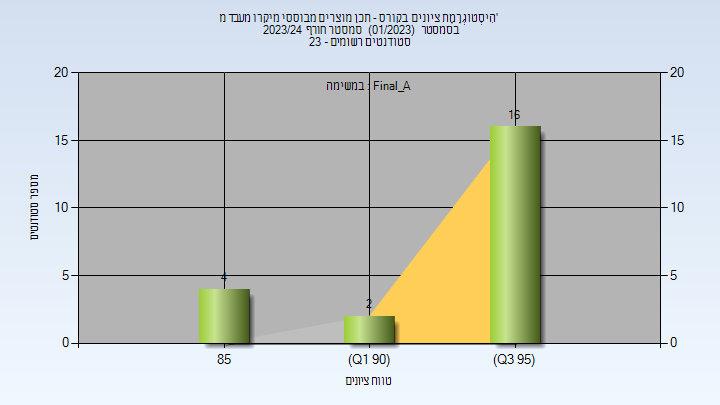 היסְטוגְרָמַת ציונים בקורס - תכן מוצרים מבוססי מיקרו מעבד מ'
בסמסטר (01/2023) סמסטר חורף 2023/24
סטודנטים רשומים - 23
במשימה : Final_A
20
15
10
5
0
20
15
10
5
0
מספר סטודנטים
4
2
16
85
(Q1 90)
(Q3 95)
טווח ציונים